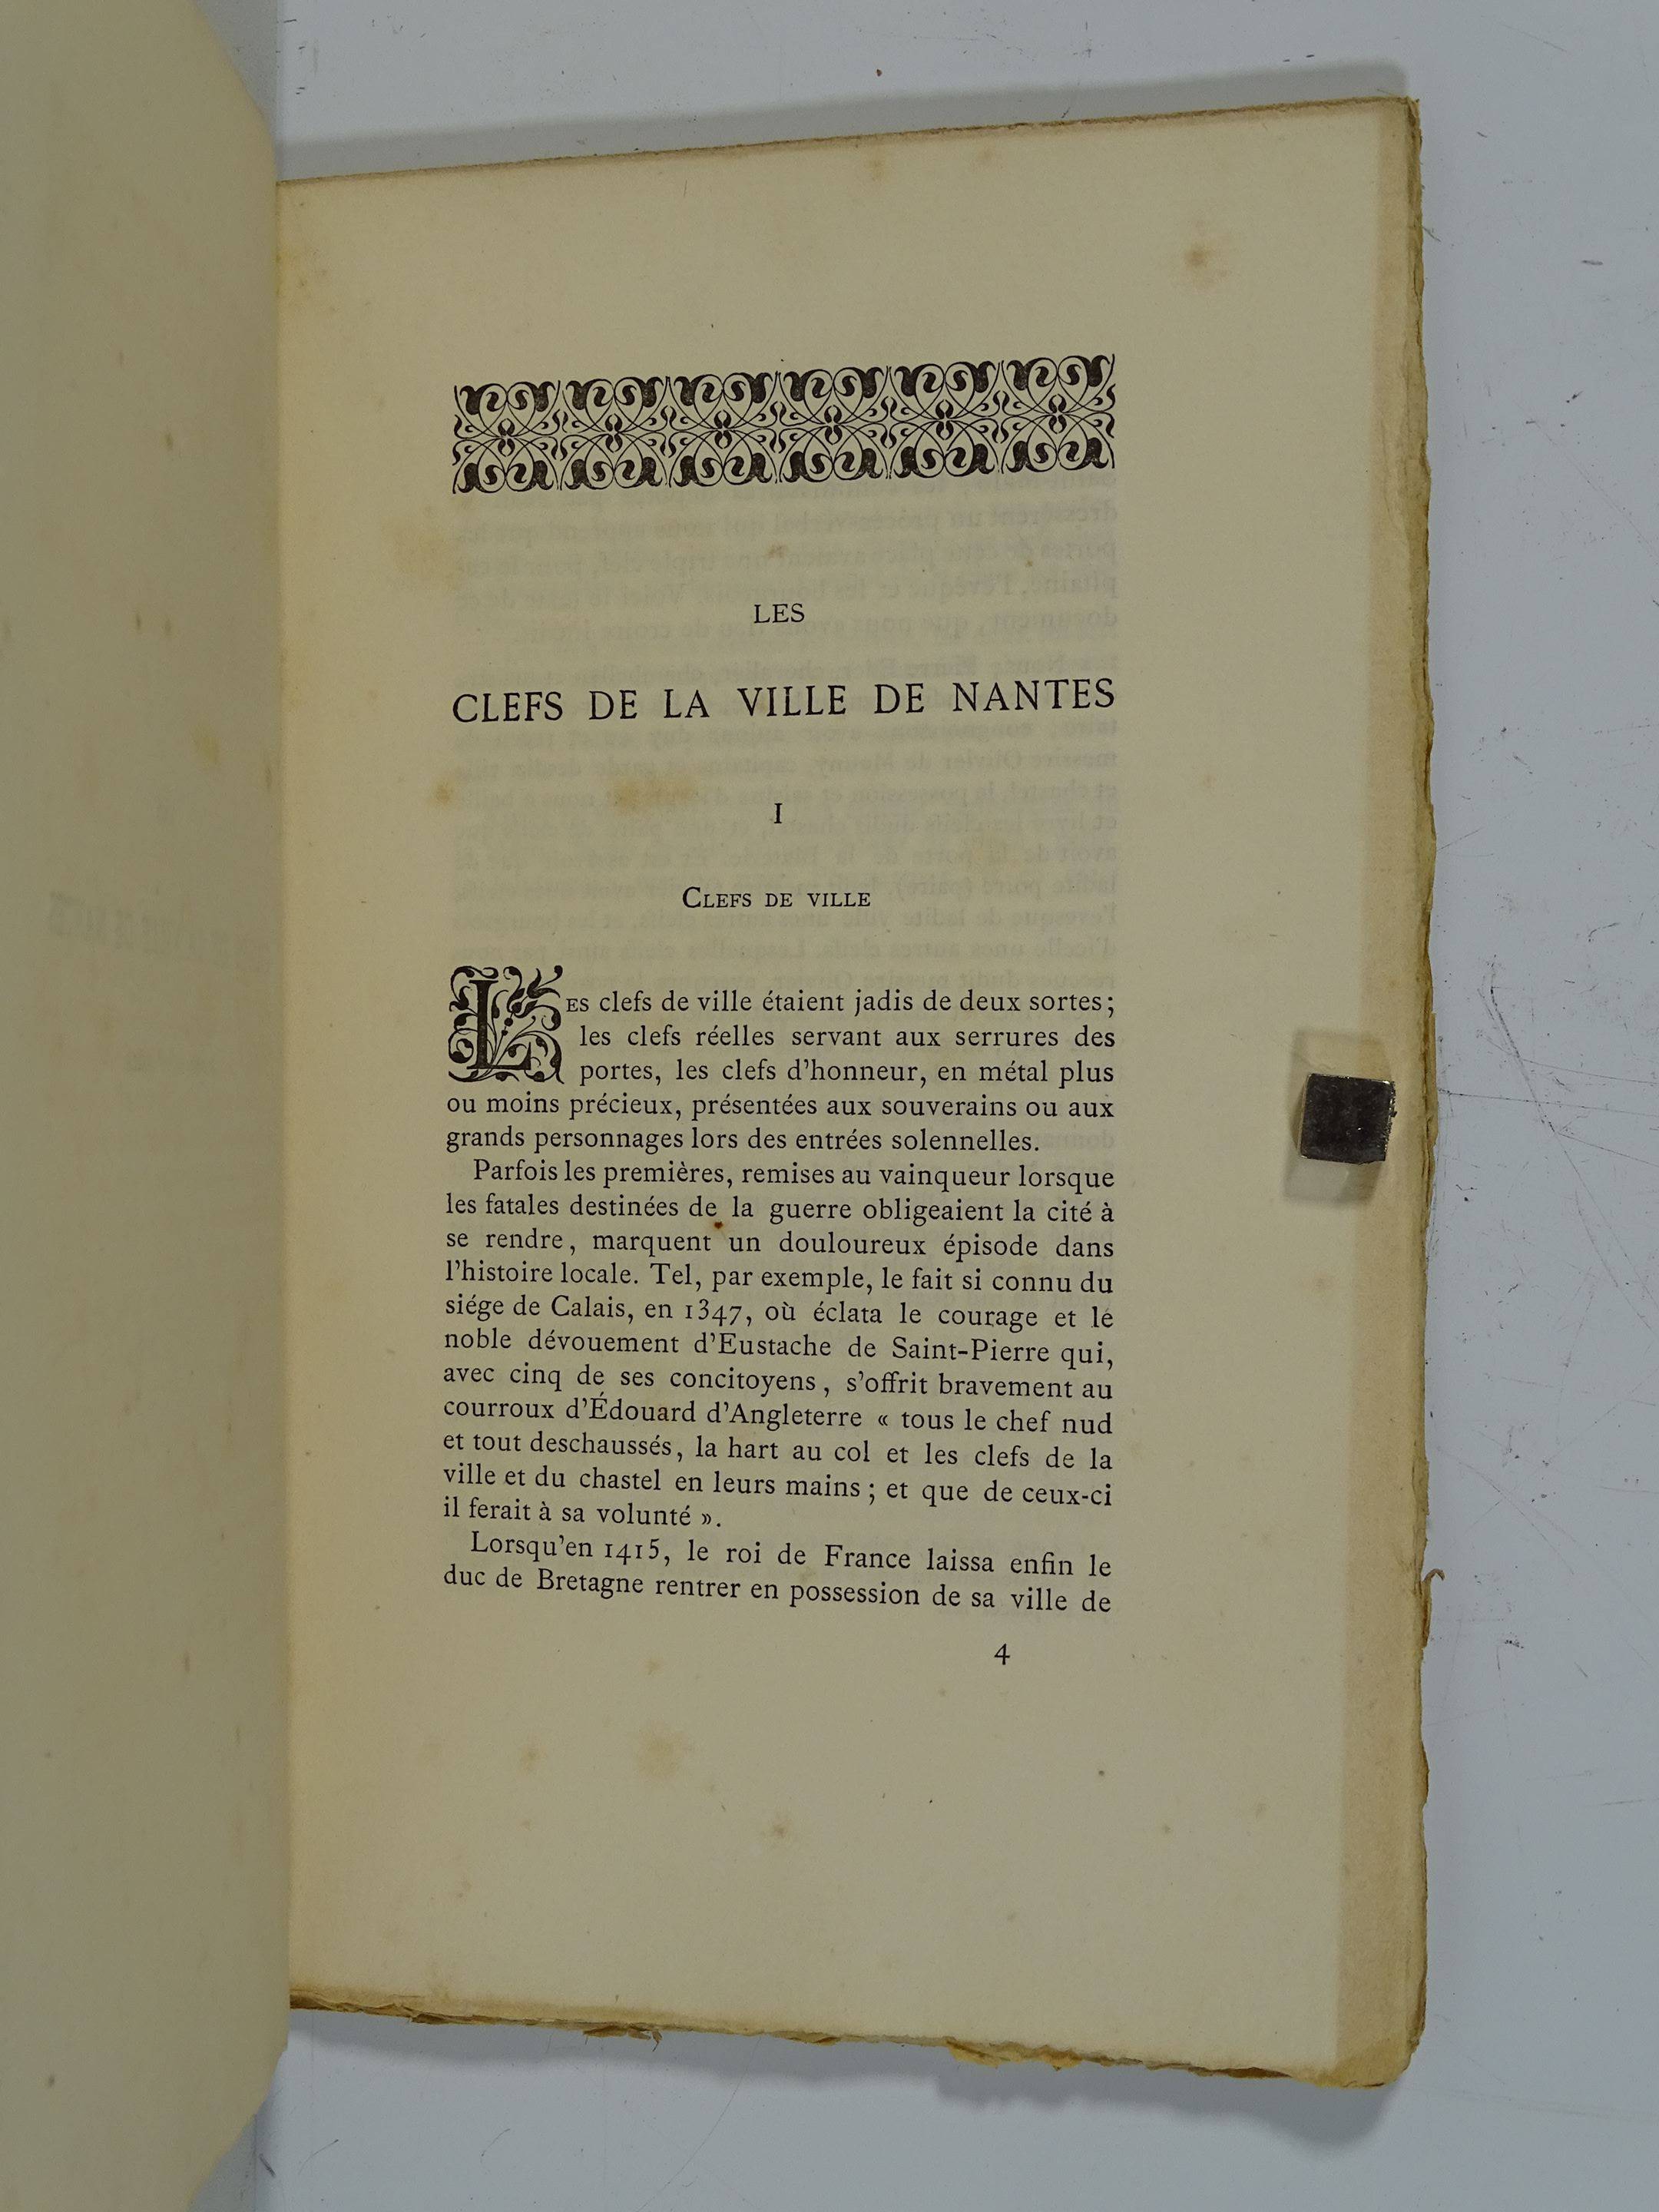 LES
CLEFS DE LA VILLE DE NANTES
I
CLEFS DE VILLE
LES clefs de ville étaient jadis de deux sortes;
les clefs réelles servant aux serrures des
portes, les clefs d'honneur, en métal plus
ou moins précieux, présentées aux souverains ou aux
grands personnages lors des entrées solennelles.
Parfois les premières, remises au vainqueur lorsque
les fatales destinées de la guerre obligeaient la cité à
se rendre, marquent un douloureux épisode dans
l'histoire locale. Tel, par exemple, le fait si connu du
siége de Calais, en 1347, où éclata le courage et le
noble dévouement d'Eustache de Saint-Pierre qui,
avec cinq de ses concitoyens, s'offrit bravement au
courroux d'Édouard d'Angleterre « tous le chef nud
et tout deschaussés, la hart au col et les clefs de la
ville et du chastel en leurs mains ; et que de ceux-ci
il ferait à sa volunté ».
Lorsqu'en 1415, le roi de France laissa enfin le
duc de Bretagne rentrer en possession de sa ville de
4